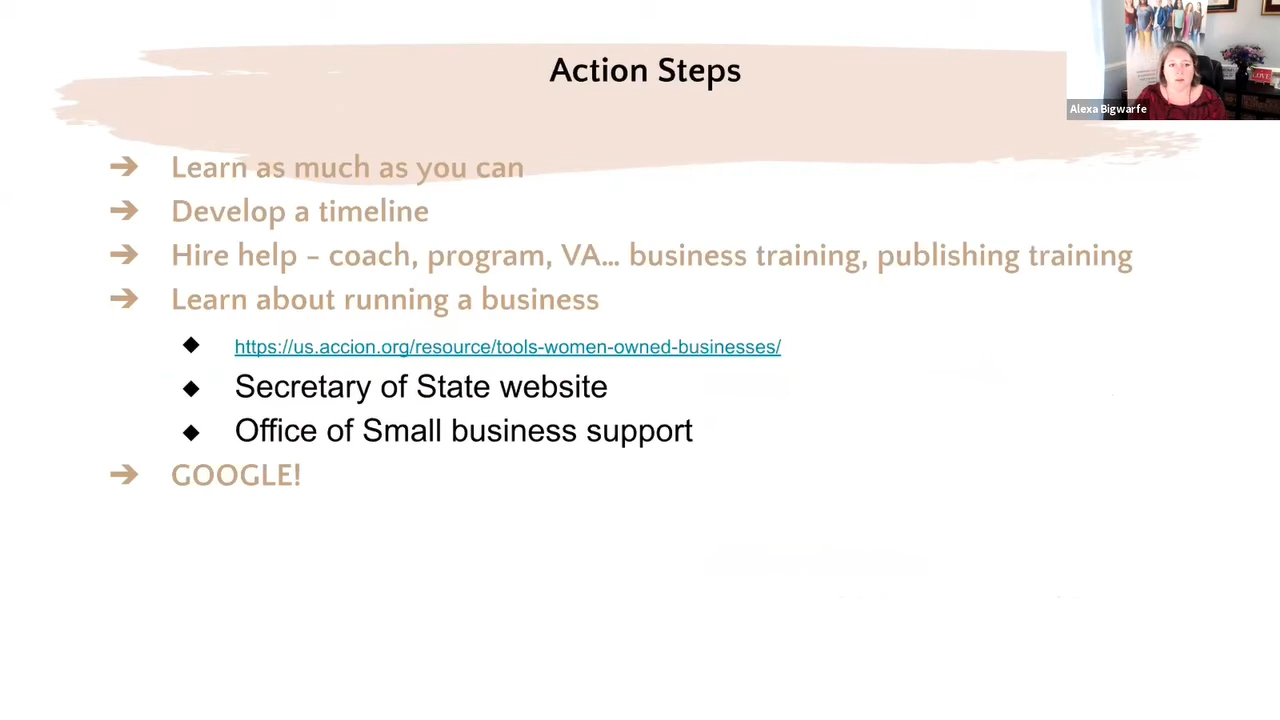 Action Steps
Alexa Bigwarfe
➔ Learn as much as you can
➔ Develop a timeline
➔ Hire help – coach, program, VA... business training, publishing training
➔ Learn about running a business
◆ https://us.accion.org/resource/tools-women-owned-businesses/
◆ Secretary of State website
◆ Office of Small business support
➔ GOOGLE!
LOVE